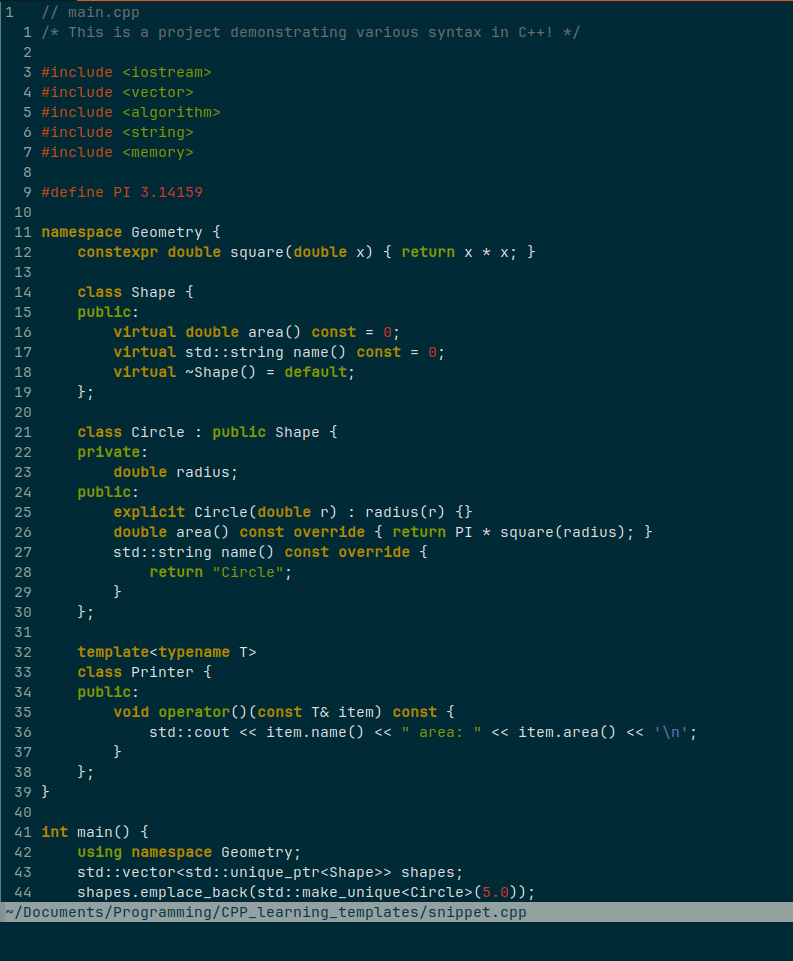 1   // main.cpp
  1 /* This is a project demonstrating various syntax in C++! */
  2
  3 #include <iostream>
  4 #include <vector>
  5 #include <algorithm>
  6 #include <string>
  7 #include <memory>
  8
  9 #define PI 3.14159
 10
 11 namespace Geometry {
 12     constexpr double square(double x) { return x * x; }
 13
 14     class Shape {
 15     public:
 16         virtual double area() const = 0;
 17         virtual std::string name() const = 0;
 18         virtual ~Shape() = default;
 19     };
 20
 21     class Circle : public Shape {
 22     private:
 23         double radius;
 24     public:
 25         explicit Circle(double r) : radius(r) {}
 26         double area() const override { return PI * square(radius); }
 27         std::string name() const override {
 28             return "Circle";
 29         }
 30     };
 31
 32     template<typename T>
 33     class Printer {
 34     public:
 35         void operator()(const T& item) const {
 36             std::cout << item.name() << " area: " << item.area() << '\n';
 37         }
 38     };
 39 }
 40
 41 int main() {
 42     using namespace Geometry;
 43     std::vector<std::unique_ptr<Shape>> shapes;
 44     shapes.emplace_back(std::make_unique<Circle>(5.0));
~/Documents/Programming/CPP_learning_templates/snippet.cpp